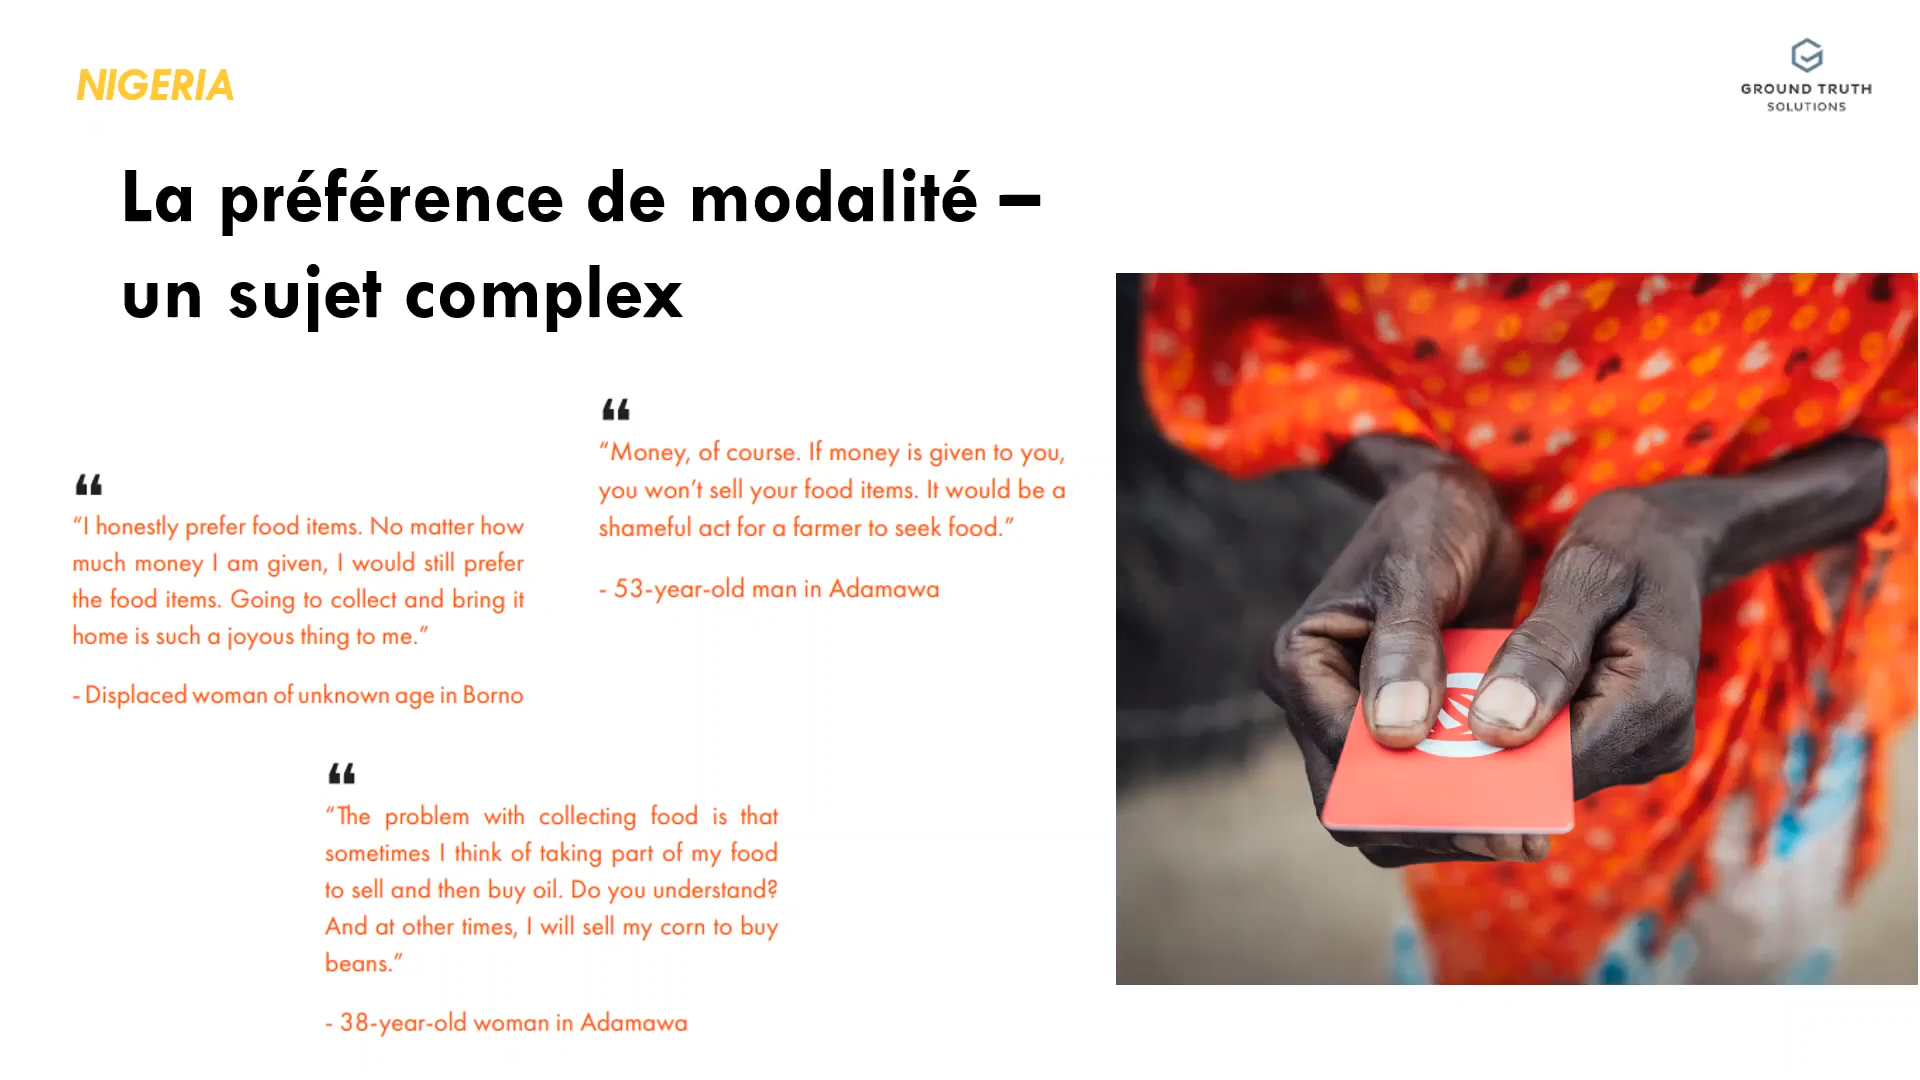 NIGERIA
GROUND TRUTH
SOLUTIONS
La préférence de modalité –
un sujet complex
“
“I honestly prefer food items. No matter how
much money I am given, I would still prefer
the food items. Going to collect and bring it
home is such a joyous thing to me.”
- Displaced woman of unknown age in Borno
“
“Money, of course. If money is given to you,
you won’t sell your food items. It would be a
shameful act for a farmer to seek food.”
- 53-year-old man in Adamawa
“
“The problem with collecting food is that
sometimes I think of taking part of my food
to sell and then buy oil. Do you understand?
And at other times, I will sell my corn to buy
beans.”
- 38-year-old woman in Adamawa